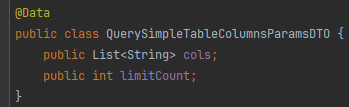 @Data
public class QuerySimpleTableColumnsParamsDTO {
    public List<String> cols;
    public int limitCount;
}